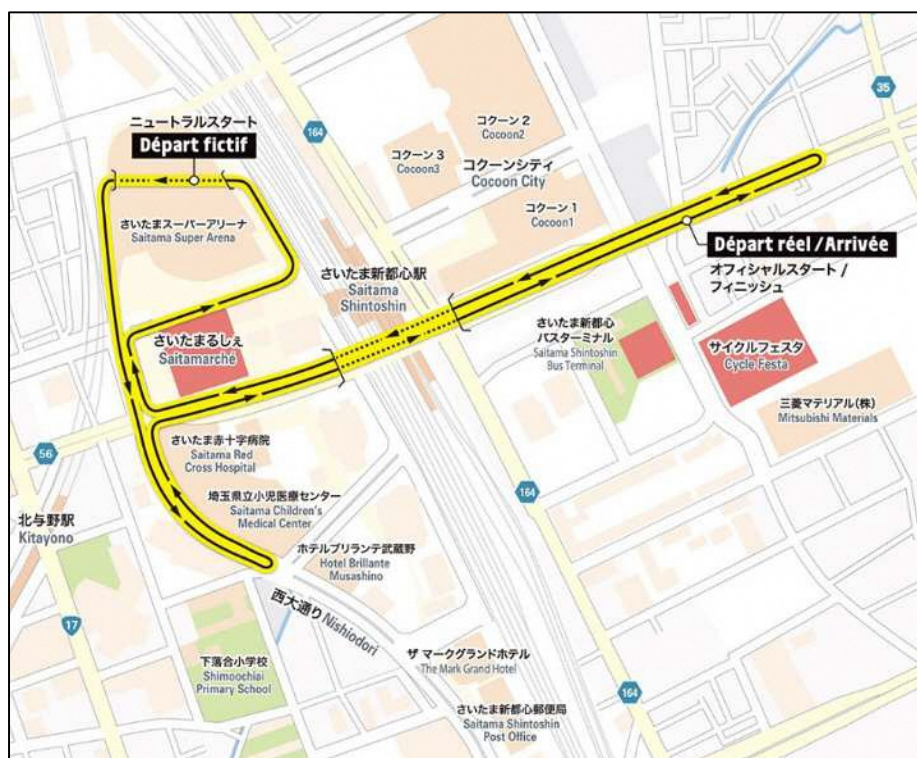 35
ニュートラルスタート
Départ fictif
164
コクーン 2
Cocoon2
コクーン 3
Cocoon3
コクーンシティ
Cocoon City
コクーン 1
Cocoon1
さいたまスーパーアリーナ
Saitama Super Arena
Départ réel /Arrivée
オフィシャルスタート /
フィニッシュ
さいたま新都心駅
Saitama
Shintoshin
さいたまるしぇ
Saitamarché
さいたま新都心
バスターミナル
Saitama Shintoshin
Bus Terminal
サイクルフェスタ
Cycle Festa
三菱マテリアル(株)
Mitsubishi Materials
さいたま赤十字病院
Saitama Red
Cross Hospital
56
埼玉県立小児医療センター
Saitama Children's
Medical Center
164
北与野駅
Kitayono
ホテルブリランテ武蔵野
Hotel Brillante
Musashino
西大通り Nishiodori
17
下落合小学校
Shimoochiai
Primary School
ザ マークグランドホテル
The Mark Grand Hotel
164
さいたま新都心郵便局
Saitama Shintoshin
Post Office